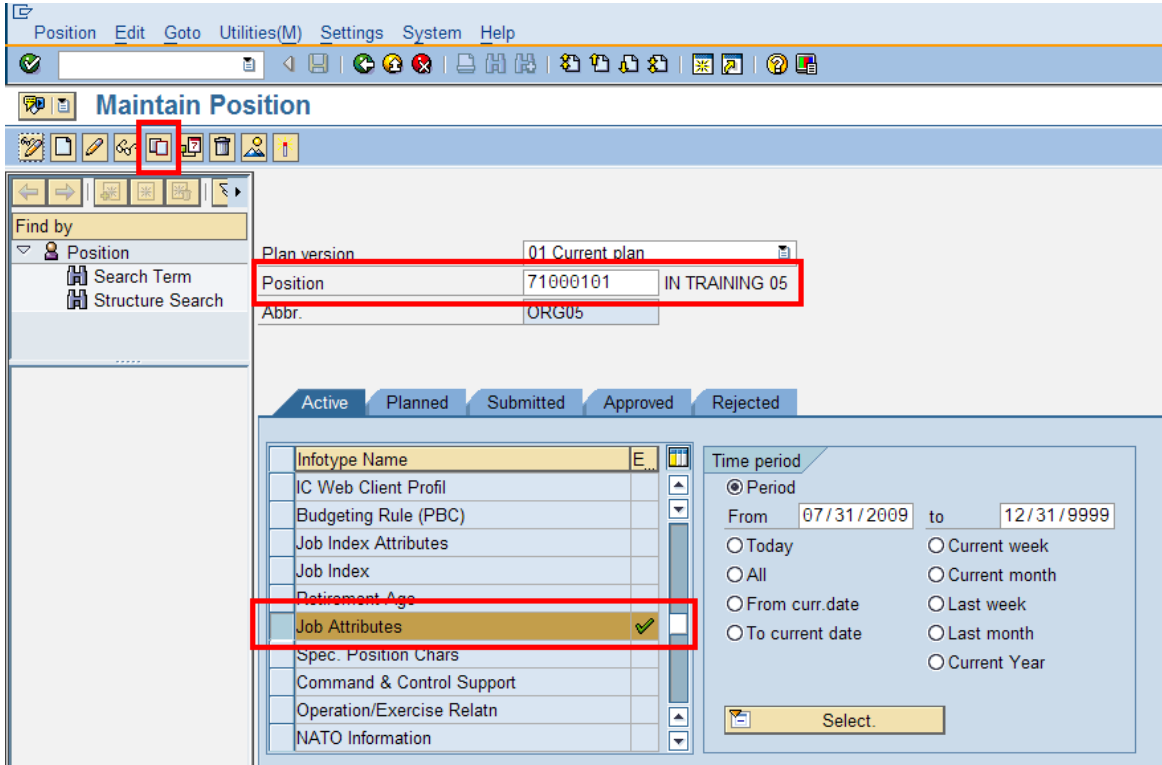 Position Edit Goto Utilities(M) Settings System Help
Maintain Position
Find by
Position
Search Term
Structure Search
Plan version 01 Current plan
Position 71000101 IN TRAINING 05
Abbr. ORG05
Active Planned Submitted Approved Rejected
Infotype Name E...
IC Web Client Profil
Budgeting Rule (PBC)
Job Index Attributes
Job Index
Retirement Age
Job Attributes
Spec. Position Chars
Command & Control Support
Operation/Exercise Relatn
NATO Information
Time period
Period
From 07/31/2009 to 12/31/9999
Today Current week
All Current month
From curr.date Last week
To current date Last month
Current Year
Select.